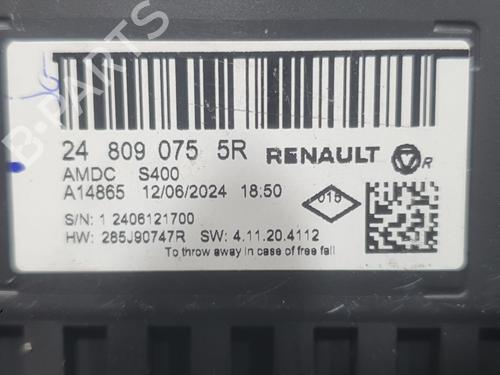 24 809 075 5R RENAULT R
AMDC S400
A14865 12/06/2024 18:50
015
S/N: 1 2406121700
HW: 285J90747R SW: 4.11.20.4112
To throw away in case of free fall
B-PARTS